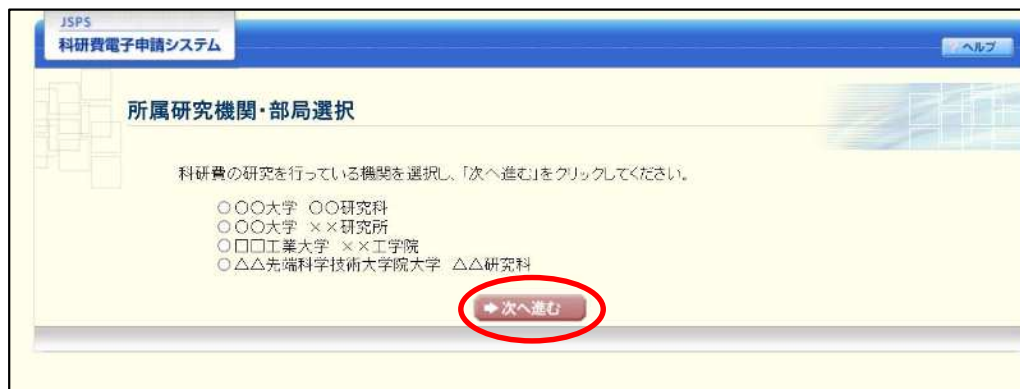 JSPS
科研費電子申請システム
ヘルプ
所属研究機関・部局選択
科研費の研究を行っている機関を選択し、「次へ進む」をクリックしてください。
○○大学 ○○研究科
○○大学 ××研究所
□□工業大学 ××工学院
△△先端科学技術大学院大学 △△研究科
次へ進む